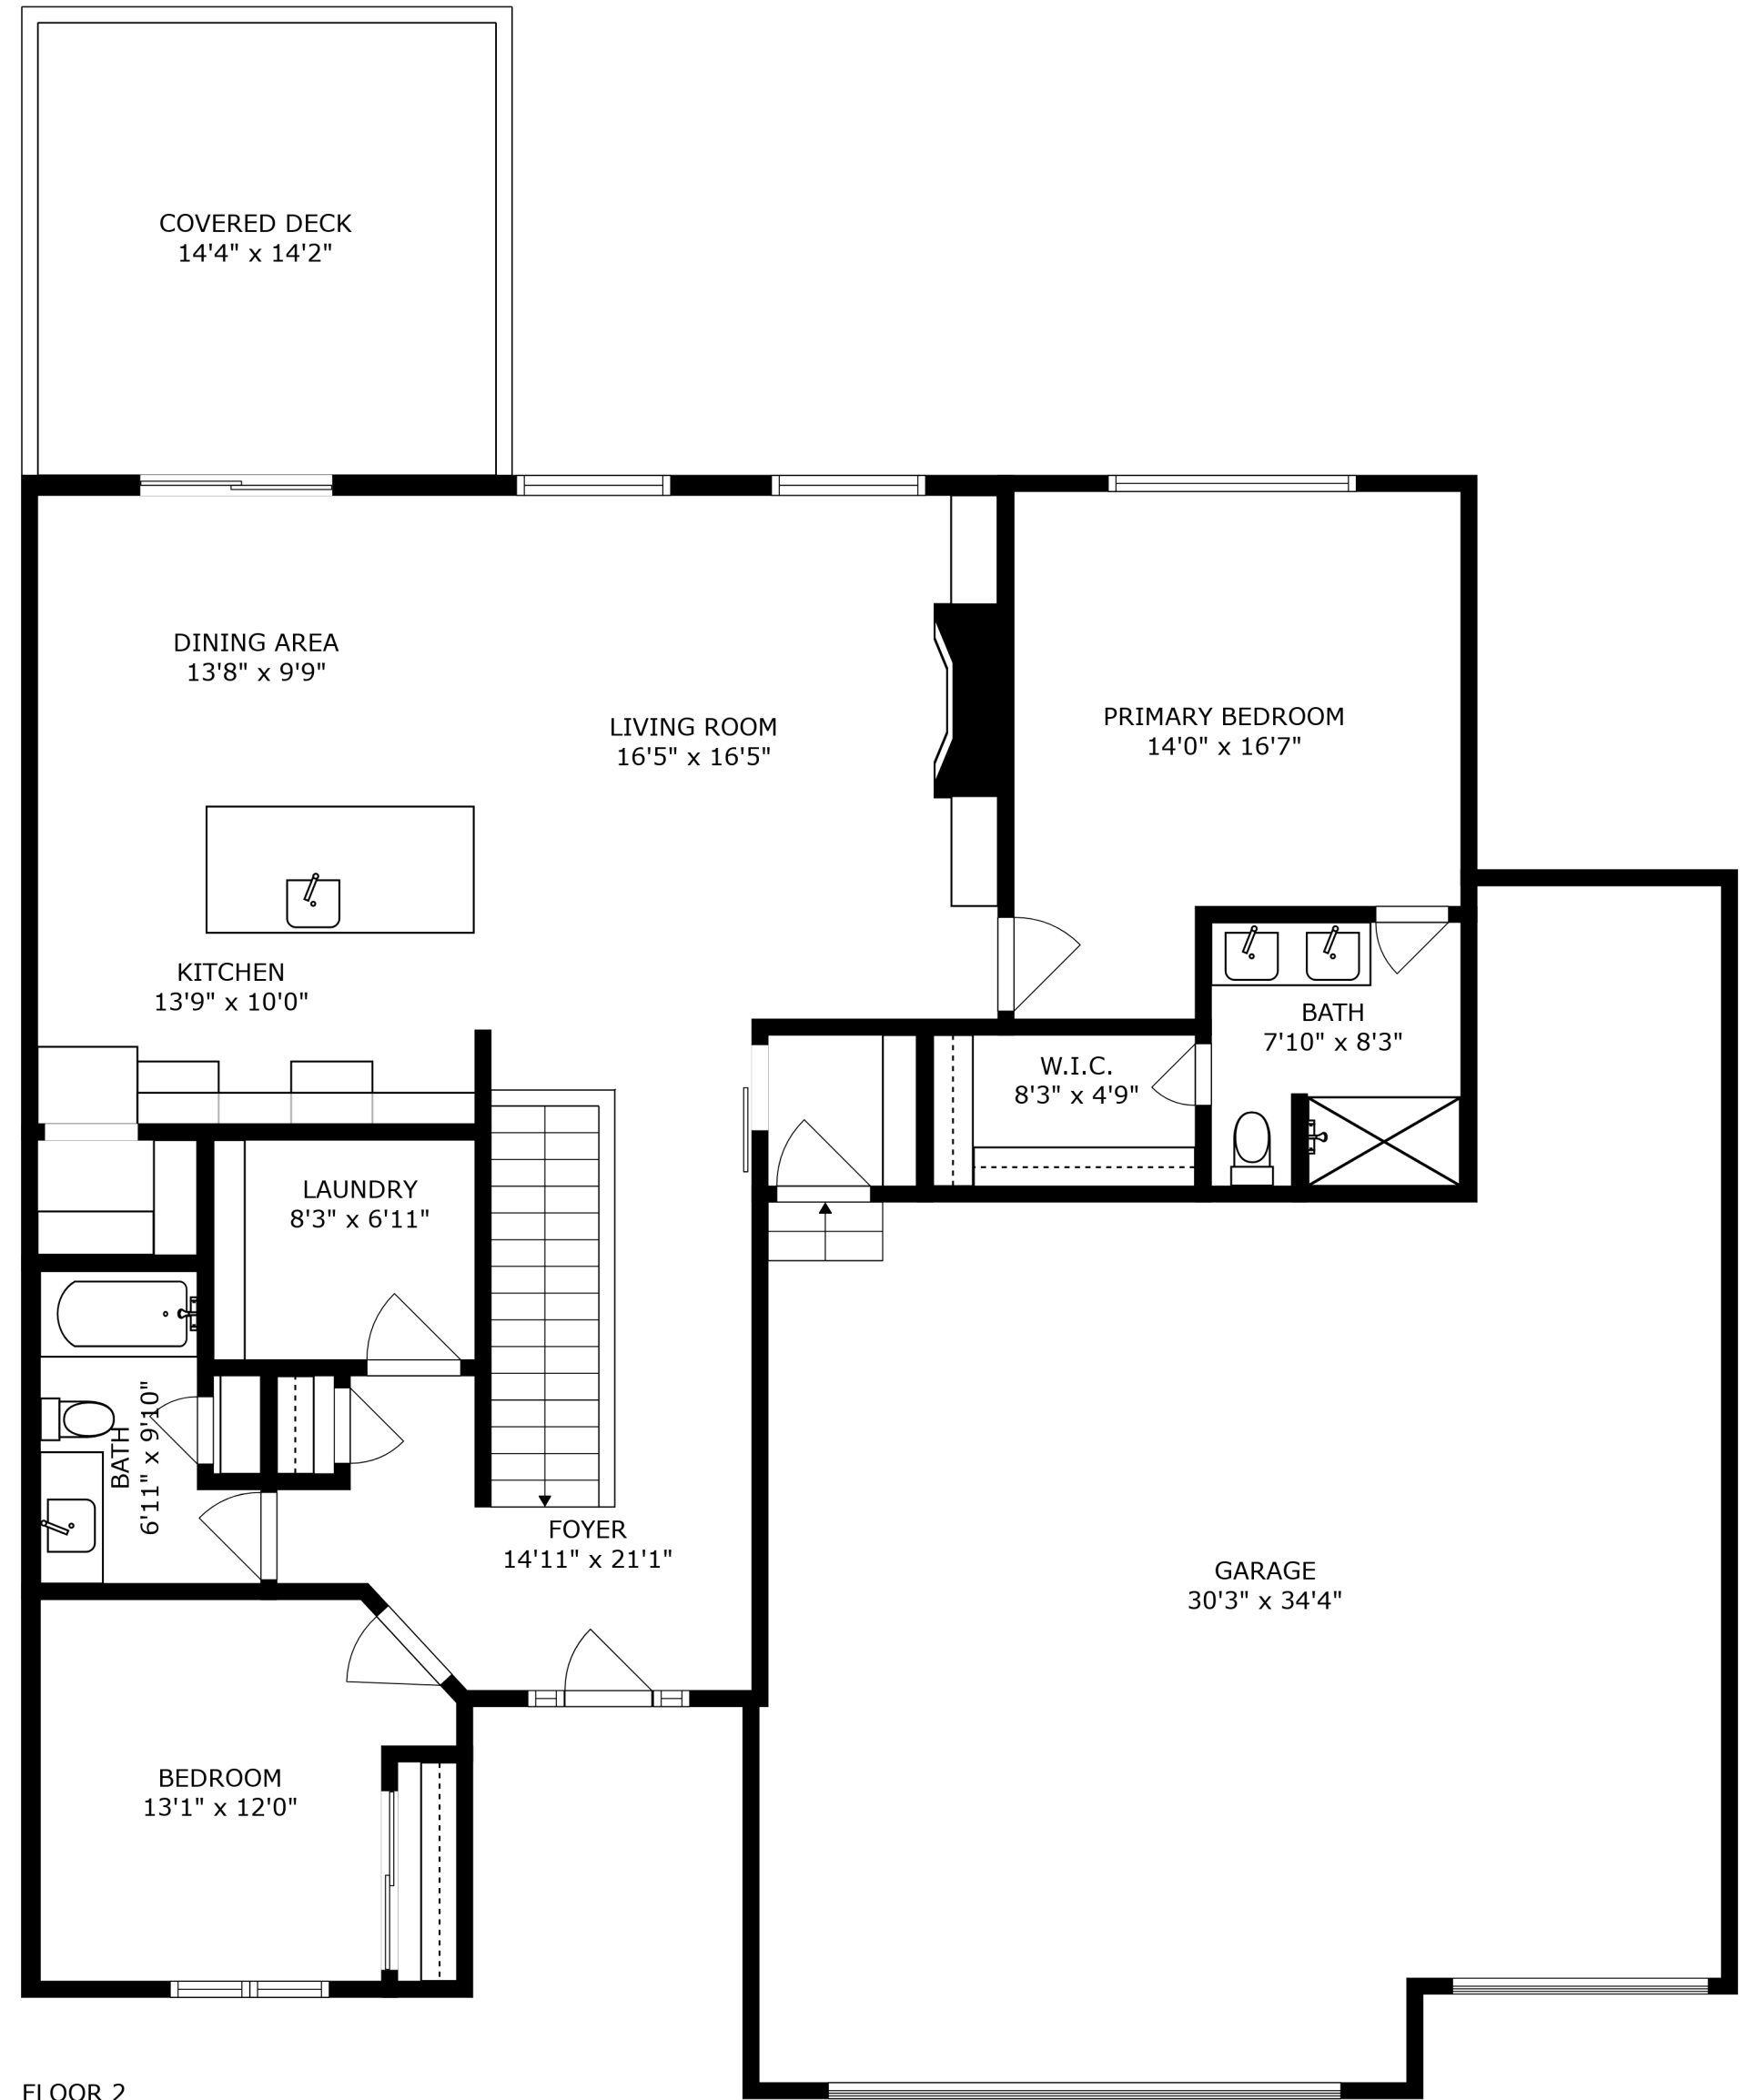 COVERED DECK
14'4" x 14'2"
DINING AREA
13'8" x 9'9"
LIVING ROOM
16'5" x 16'5"
PRIMARY BEDROOM
14'0" x 16'7"
KITCHEN
13'9" x 10'0"
BATH
7'10" x 8'3"
W.I.C.
8'3" x 4'9"
LAUNDRY
8'3" x 6'11"
BATH
6'11" x 9'10"
FOYER
14'11" x 21'1"
GARAGE
30'3" x 34'4"
BEDROOM
13'1" x 12'0"
FLOOR 2